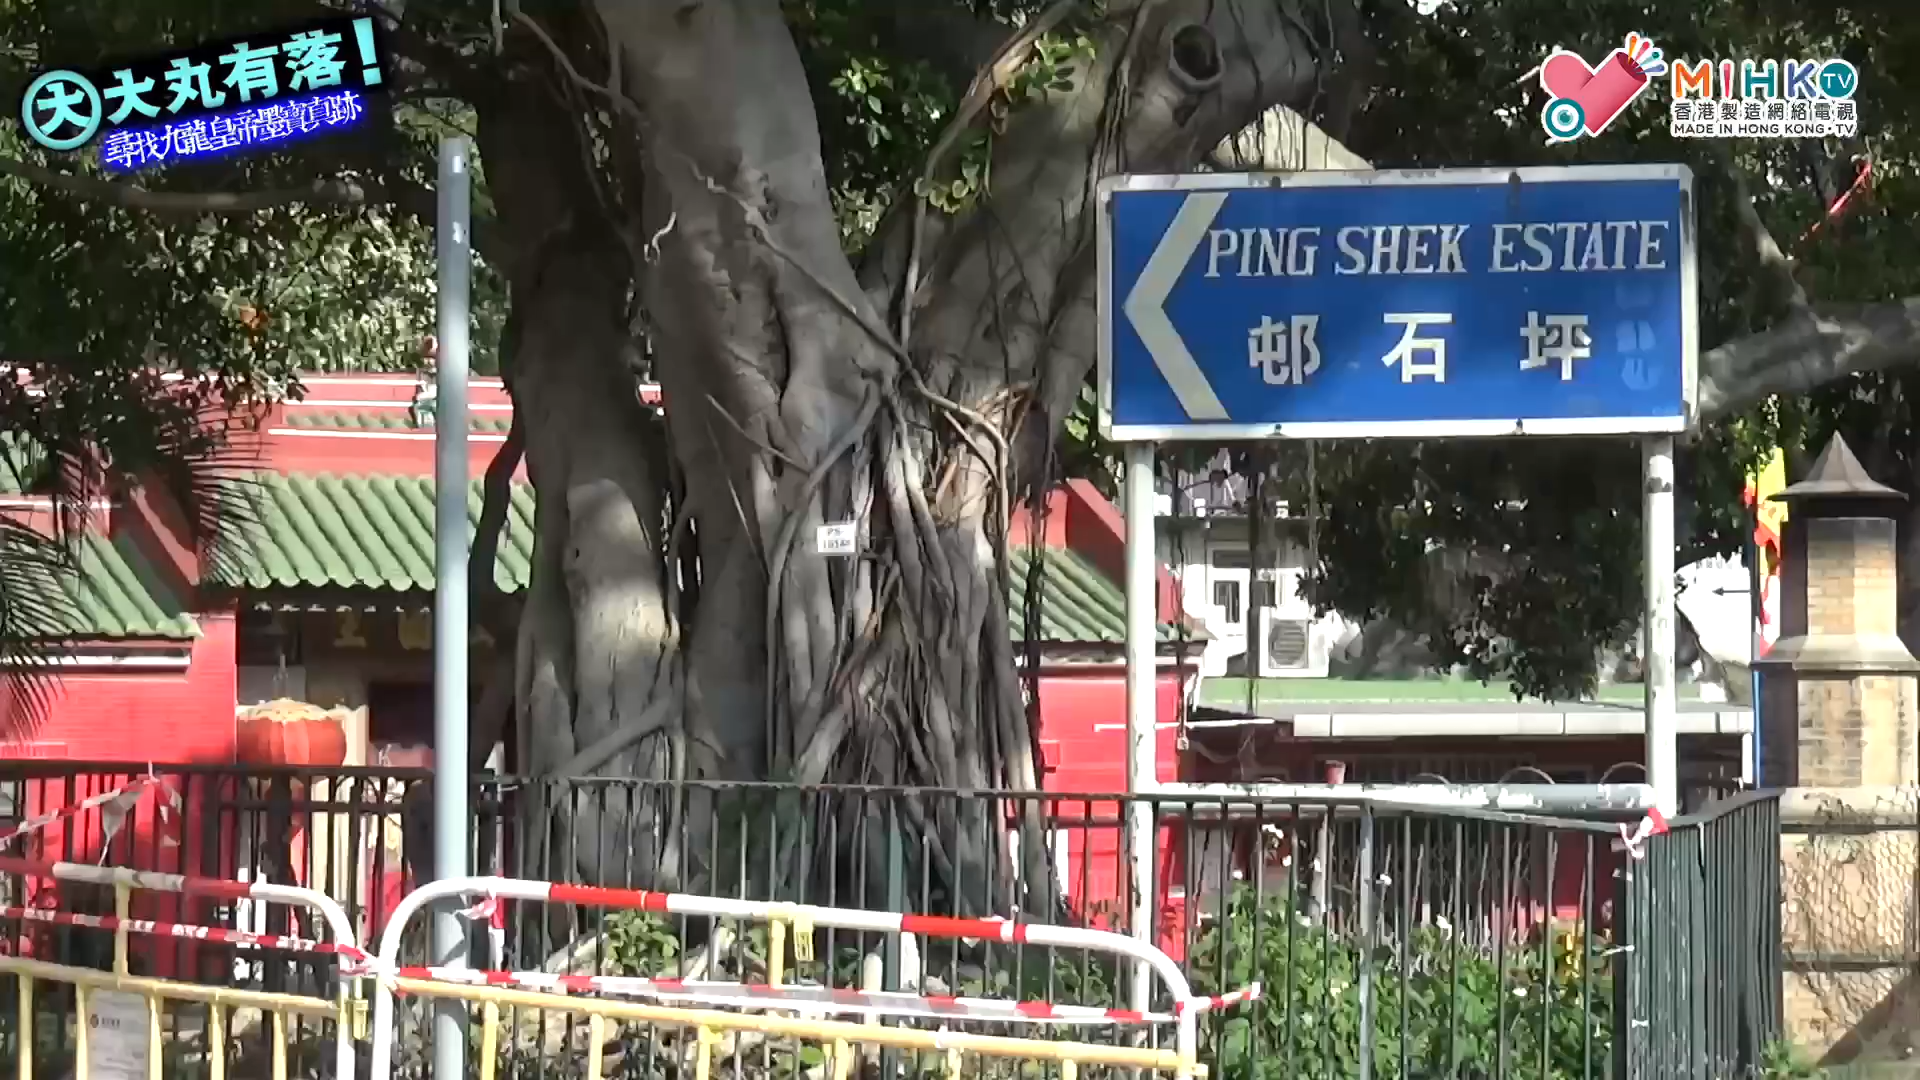 大 大丸有落！
尋找九龍皇帝墨寶真跡
MIHK TV
香港製造網絡電視
MADE IN HONG KONG · TV
PING SHEK ESTATE
邨石坪